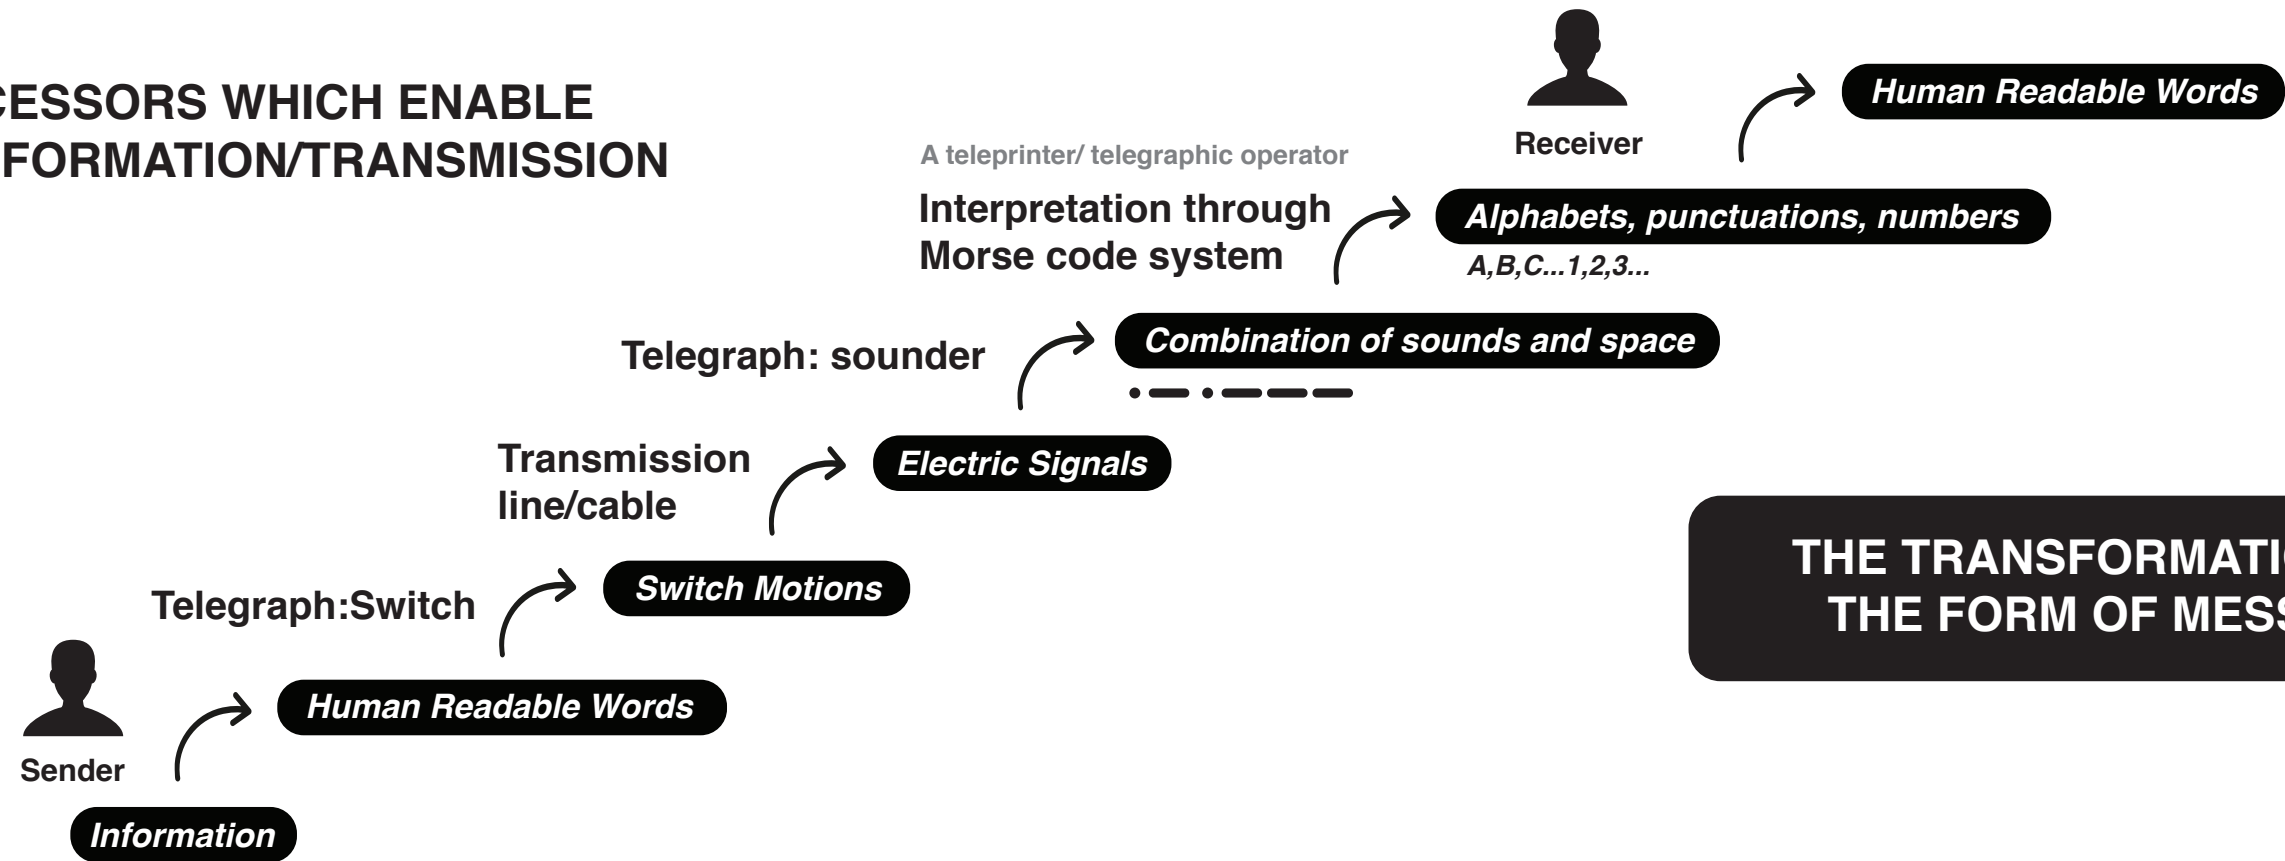 CESSORS WHICH ENABLE
FORMATION/TRANSMISSION
Human Readable Words
Receiver
A teleprinter/ telegraphic operator
Interpretation through
Morse code system
Alphabets, punctuations, numbers
A,B,C...1,2,3...
Telegraph: sounder
Combination of sounds and space
Transmission
line/cable
Electric Signals
THE TRANSFORMATI
THE FORM OF MESS
Telegraph:Switch
Switch Motions
Human Readable Words
Sender
Information